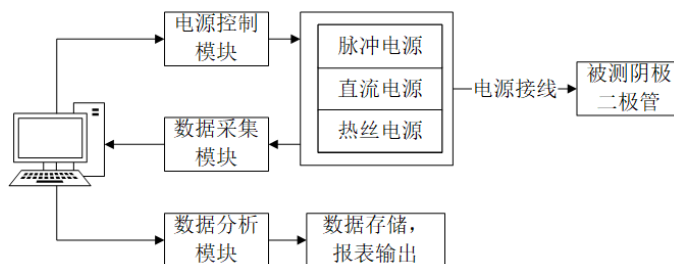 电源控制
模块
脉冲电源
直流电源
热丝电源
电源接线
被测阴极
二极管
数据采集
模块
数据分析
模块
数据存储，
报表输出